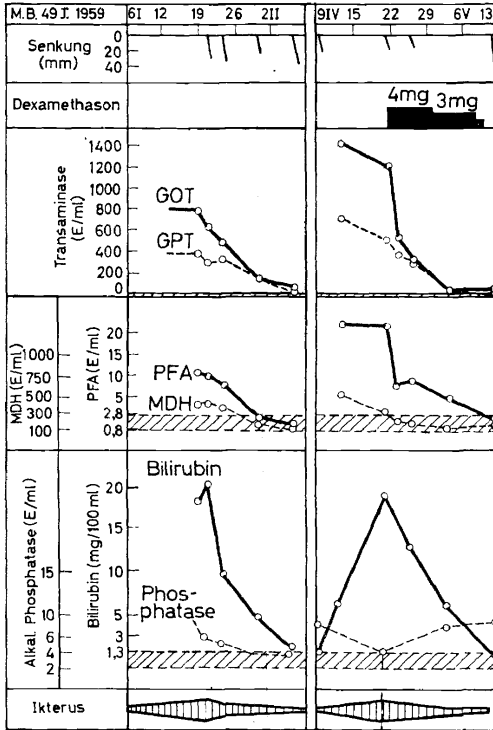 M.B. 49 J. 1959
6I 12 19 26 2II 9IV 15 22 29 6V 13
Senkung
(mm)
0
20
40
Dexamethason
4mg
3mg
Transaminase
(E/ml)
1400
1200
1000
800
600
400
200
0
GOT
GPT
MDH (E/ml)
1000
750
500
300
100
PFA (E/ml)
20
15
10
5
2,8
0,8
PFA
MDH
Alkal. Phosphatase (E/ml)
15
10
6
4
2
Bilirubin (mg/100 ml)
20
15
10
5
3
1,3
Bilirubin
Phos-
phatase
Ikterus